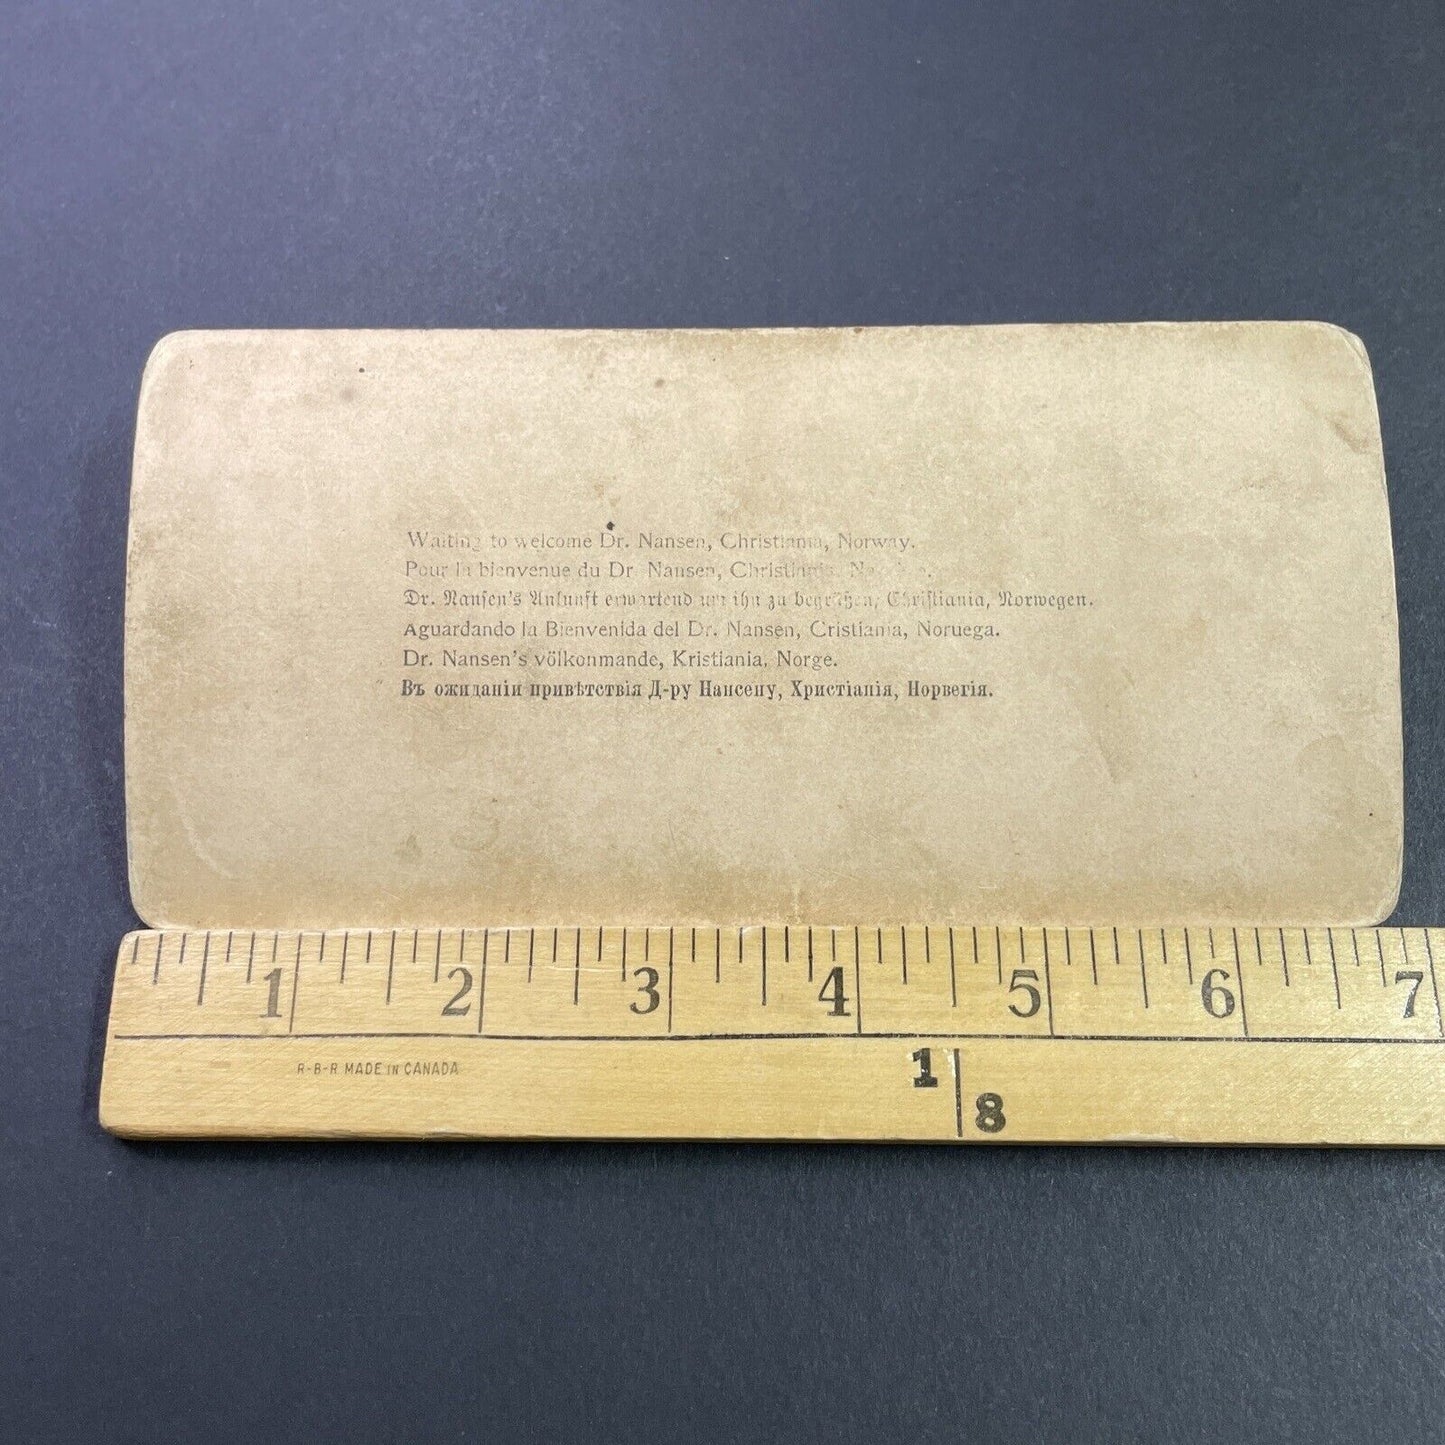 Waiting to welcome Dr. Nansen, Christiania, Norway.
Pour la bienvenue du Dr Nansen, Christiania,
Dr. Nansen's Ankunft erwartend um ihn zu begrüßen, Christiania, Norwegen.
Aguardando la Bienvenida del Dr. Nansen, Cristiania, Noruega.
Dr. Nansen's völkonmande, Kristiania, Norge.
Въ ожиданіи привѣтствія Д-ру Нансену, Христіанія, Норвегія.
1 2 3 4 5 6 7
R-B-R MADE IN CANADA
1 8